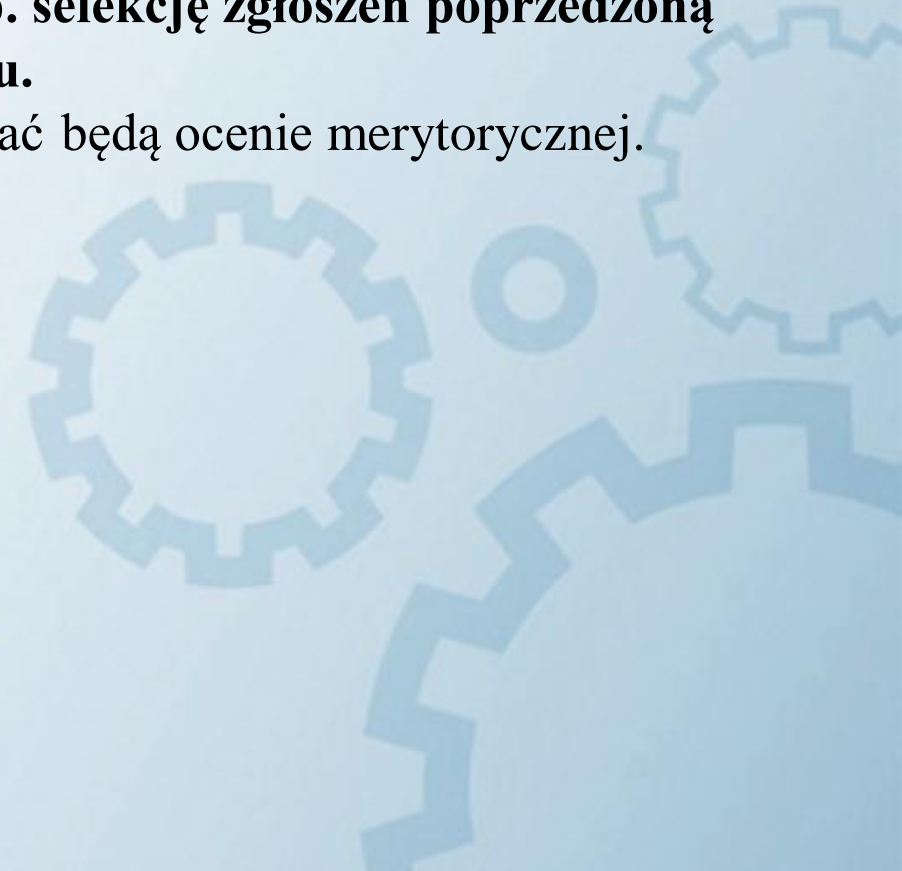 . selekcję zgłoszeń poprzedzoną
u.
ać będą ocenie merytorycznej.